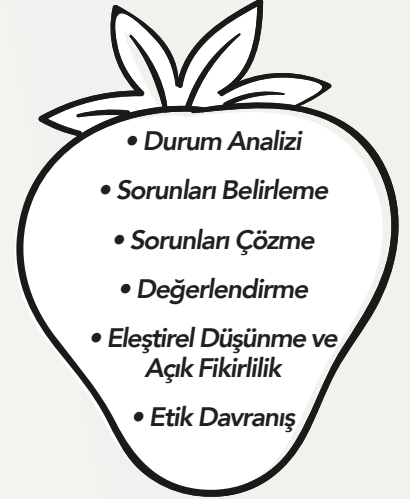 • Durum Analizi
• Sorunları Belirleme
• Sorunları Çözme
• Değerlendirme
• Eleştirel Düşünme ve
Açık Fikirlilik
• Etik Davranış